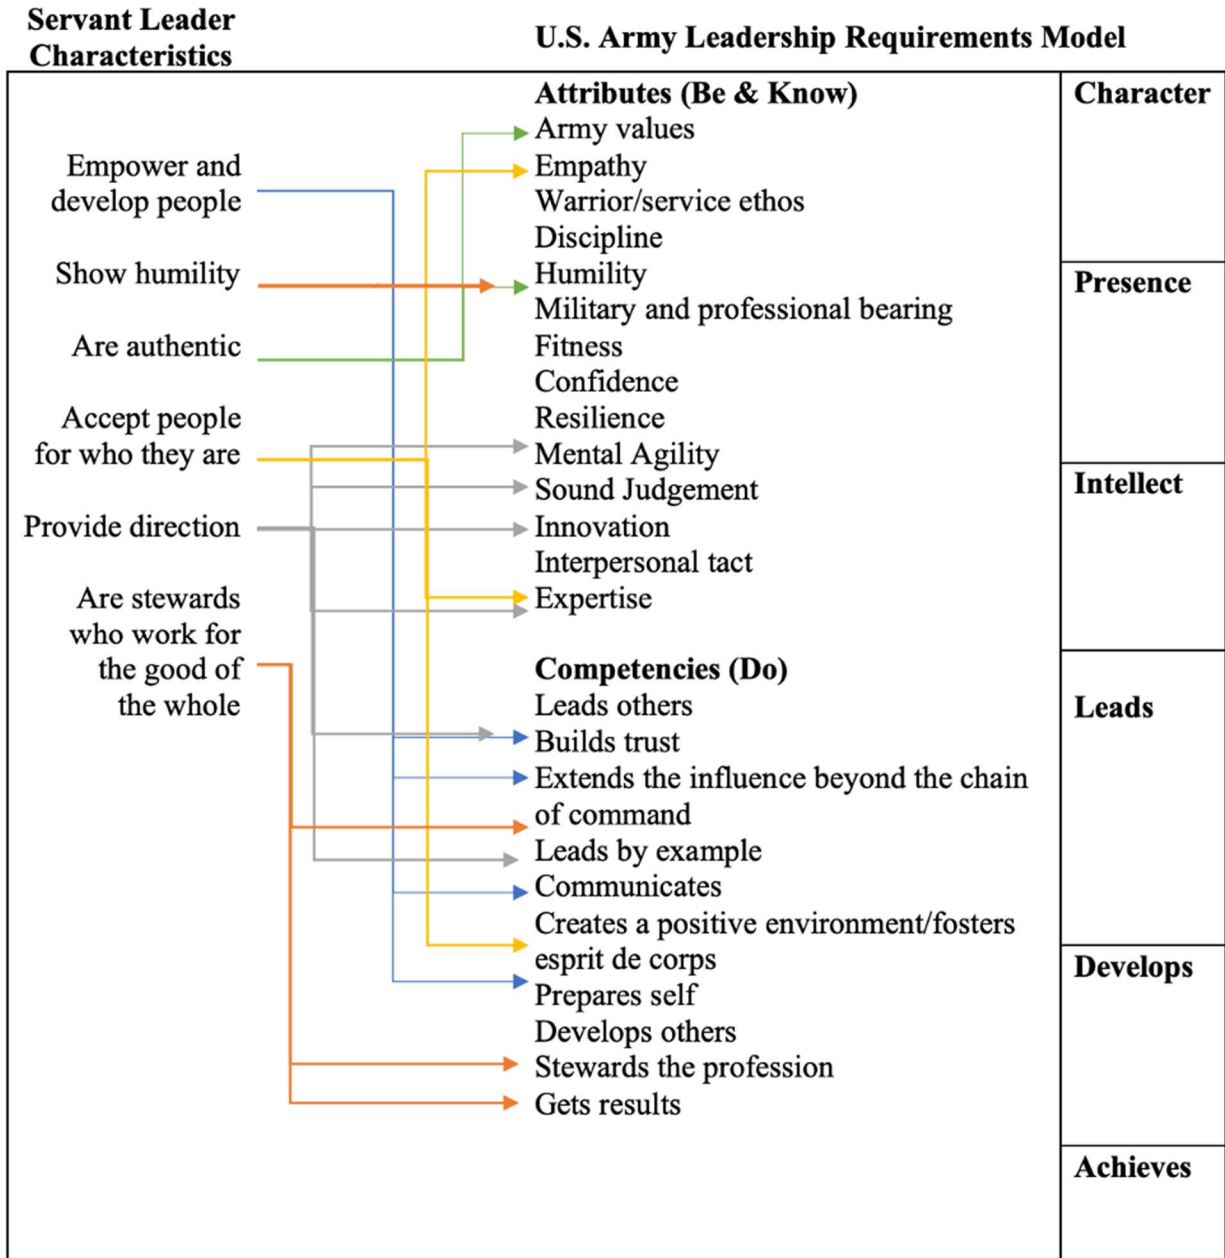 Servant Leader
Characteristics
U.S. Army Leadership Requirements Model
Empower and
develop people
Show humility
Are authentic
Accept people
for who they are
Provide direction
Are stewards
who work for
the good of
the whole
Attributes (Be & Know)
Army values
Empathy
Warrior/service ethos
Discipline
Humility
Military and professional bearing
Fitness
Confidence
Resilience
Mental Agility
Sound Judgement
Innovation
Interpersonal tact
Expertise
Competencies (Do)
Leads others
Builds trust
Extends the influence beyond the chain
of command
Leads by example
Communicates
Creates a positive environment/fosters
esprit de corps
Prepares self
Develops others
Stewards the profession
Gets results
Character
Presence
Intellect
Leads
Develops
Achieves